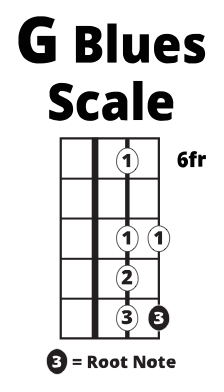 G Blues
Scale
1 6fr
1 1
2
3 3
3 = Root Note